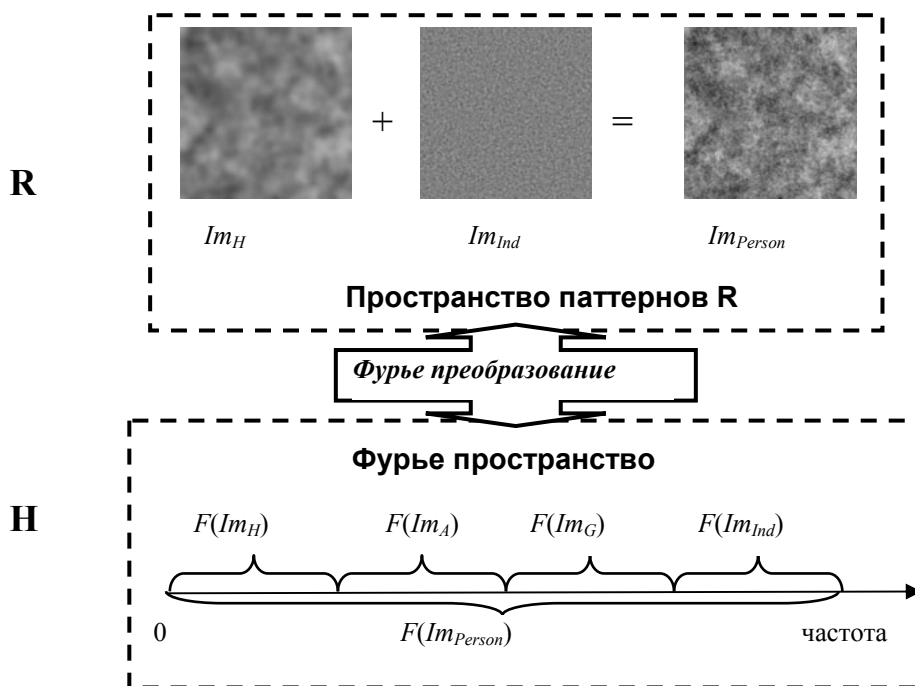 + =
R
Im_H Im_Ind Im_Person
Пространство паттернов R
Фурье преобразование
Фурье пространство
H
F(Im_H) F(Im_A) F(Im_G) F(Im_Ind)
0 F(Im_Person) частота